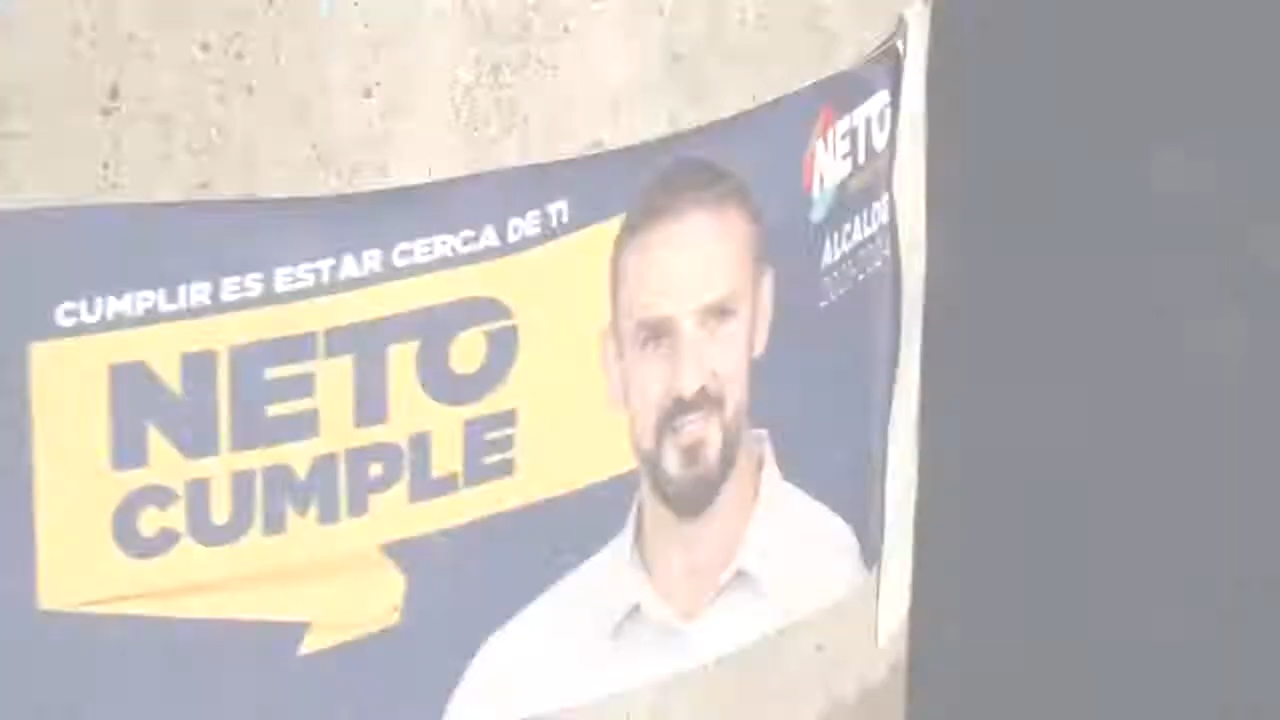 CUMPLIR ES ESTAR CERCA DE TI
NETO
CUMPLE
NETO
ALCALDE